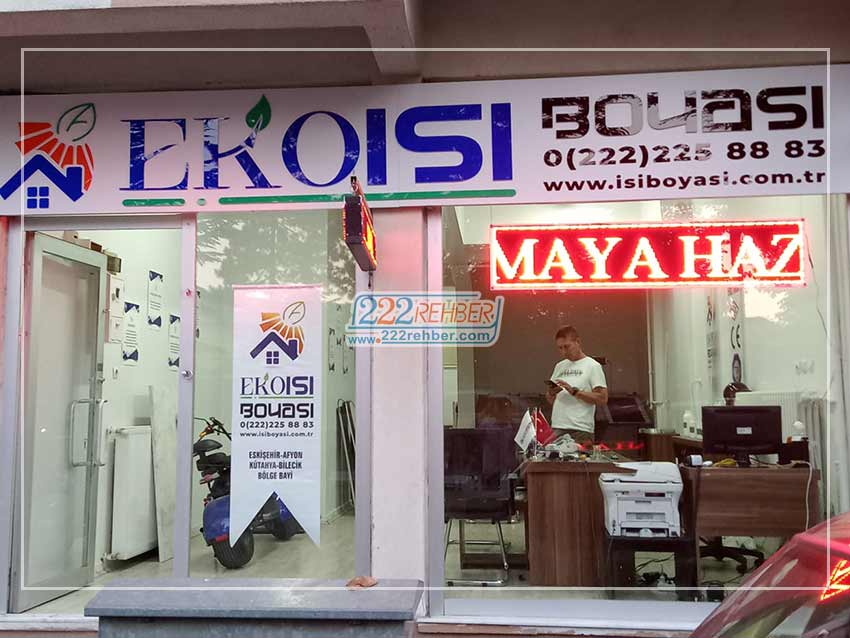 EKOISI
BOYASI
0(222)225 88 83
www.isiboyasi.com.tr
MAYA HAZ
222REHBER
www.222rehber.com
EKOISI
BOYASI
0(222)225 88 83
www.isiboyasi.com.tr
ESKİŞEHİR-AFYON
KÜTAHYA-BİLECİK
BÖLGE BAYİ
CE